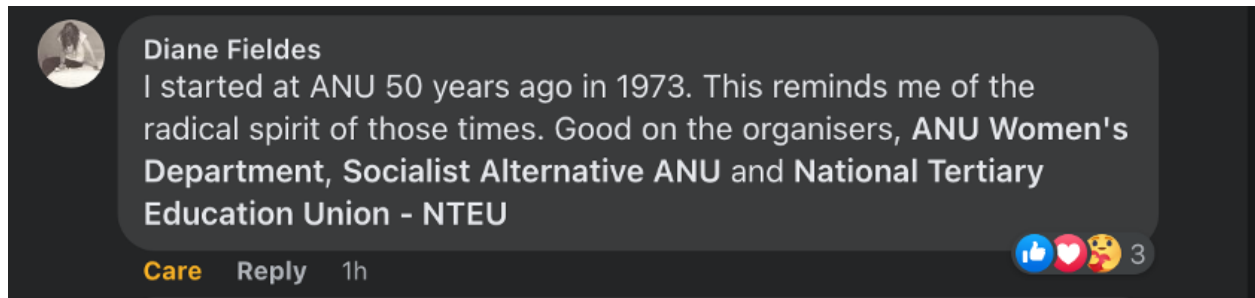 Diane Fieldes
I started at ANU 50 years ago in 1973. This reminds me of the
radical spirit of those times. Good on the organisers, ANU Women's
Department, Socialist Alternative ANU and National Tertiary
Education Union - NTEU
3
Care Reply 1h